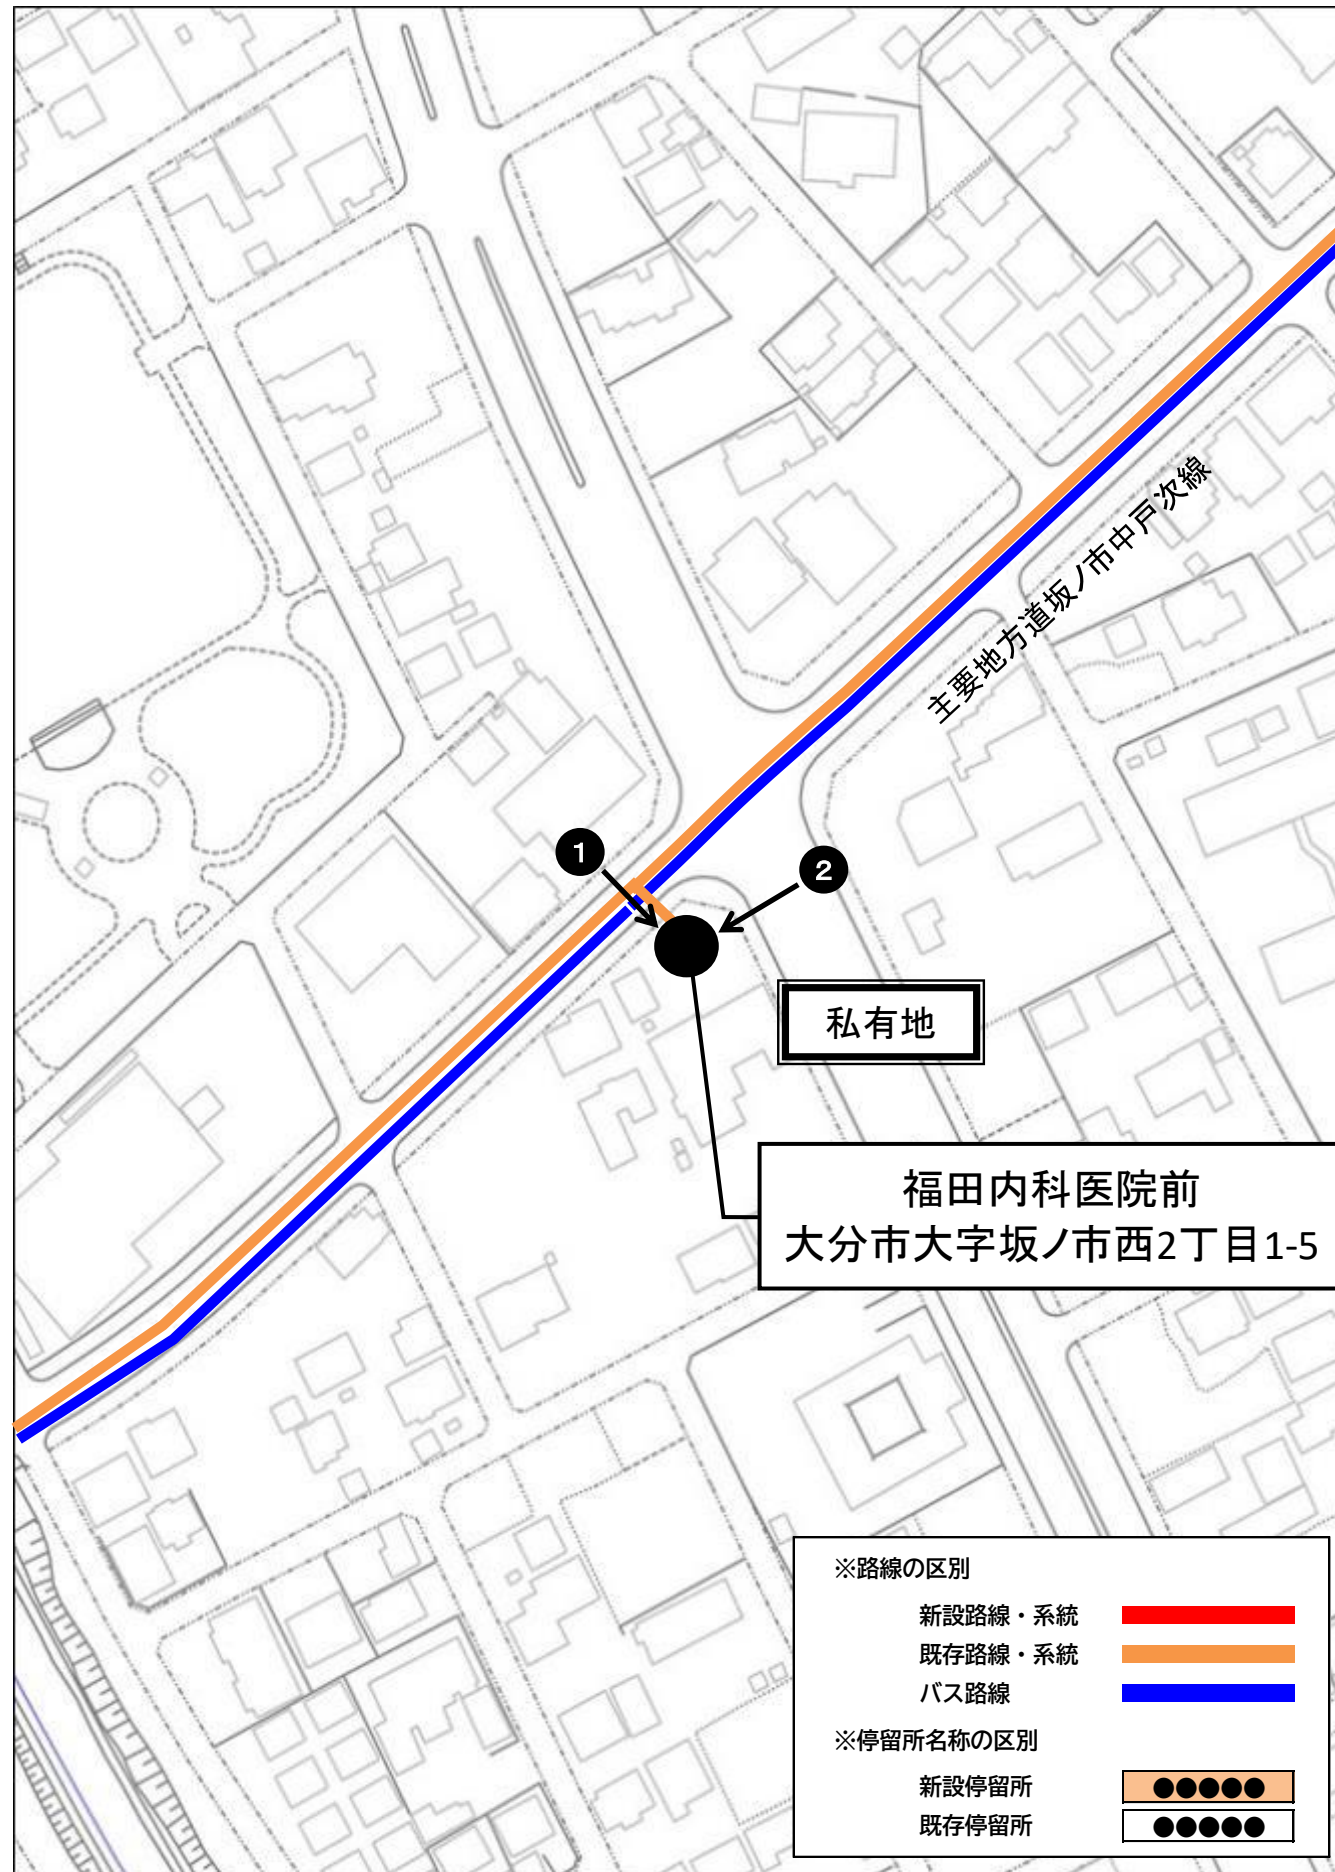 主要地方道坂ノ市中戸次線
1
2
私有地
福田内科医院前
大分市大字坂ノ市西2丁目1-5
※路線の区別
新設路線・系統
既存路線・系統
バス路線
※停留所名称の区別
新設停留所 ●●●●●
既存停留所 ●●●●●